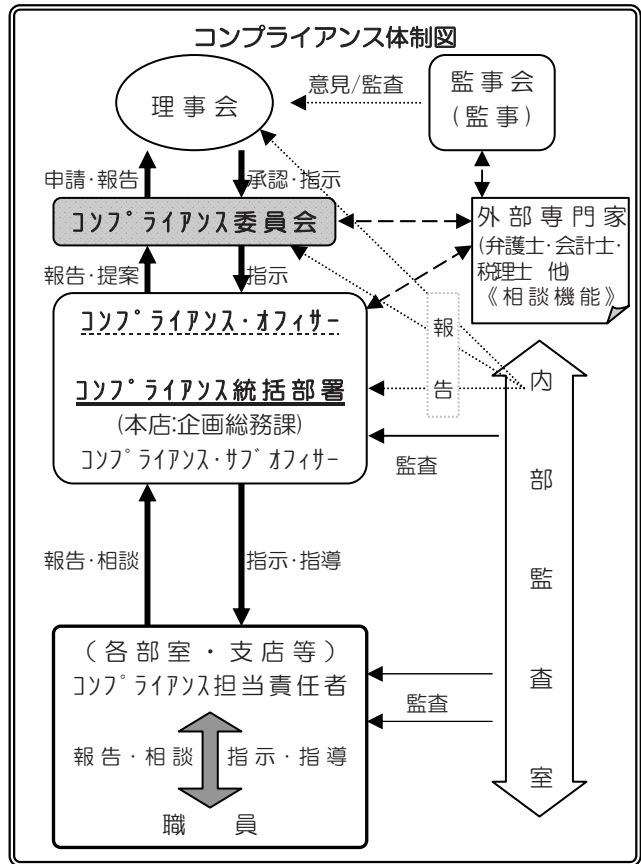 コンプライアンス体制図
理事会
意見/監査
監事会
(監事)
申請・報告
承認・指示
ｺﾝﾌﾟﾗｲｱﾝｽ委員会
外部専門家
(弁護士・会計士・
税理士 他)
《相談機能》
報告・提案
指示
ｺﾝﾌﾟﾗｲｱﾝｽ・ｵﾌｨｻｰ
報告
ｺﾝﾌﾟﾗｲｱﾝｽ統括部署
(本店:企画総務課)
ｺﾝﾌﾟﾗｲｱﾝｽ・ｻﾌﾞｵﾌｨｻｰ
監査
内部監査室
報告・相談
指示・指導
(各部室・支店等)
ｺﾝﾌﾟﾗｲｱﾝｽ担当責任者
監査
報告・相談
指示・指導
職員